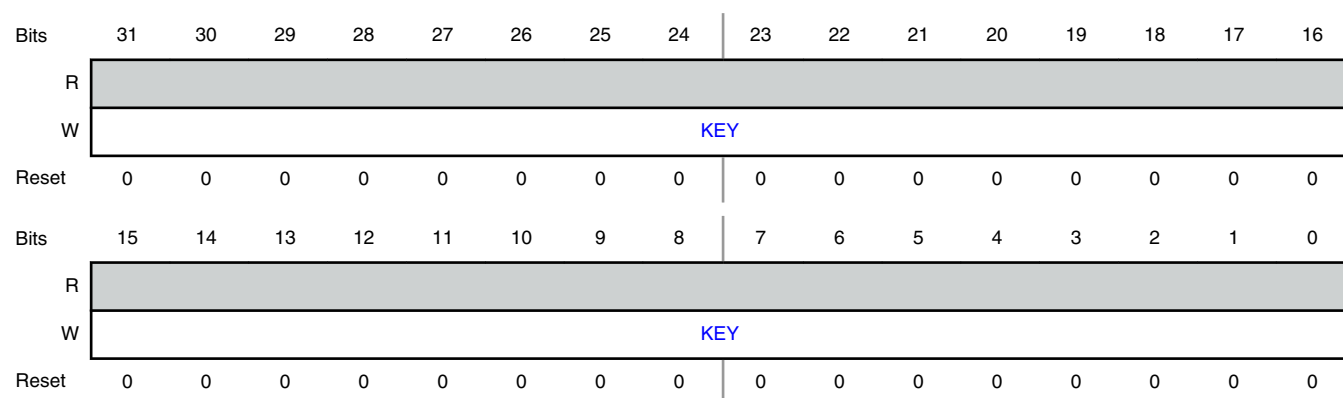 Bits 31 30 29 28 27 26 25 24 23 22 21 20 19 18 17 16
R
W KEY
Reset 0 0 0 0 0 0 0 0 0 0 0 0 0 0 0 0
Bits 15 14 13 12 11 10 9 8 7 6 5 4 3 2 1 0
R
W KEY
Reset 0 0 0 0 0 0 0 0 0 0 0 0 0 0 0 0